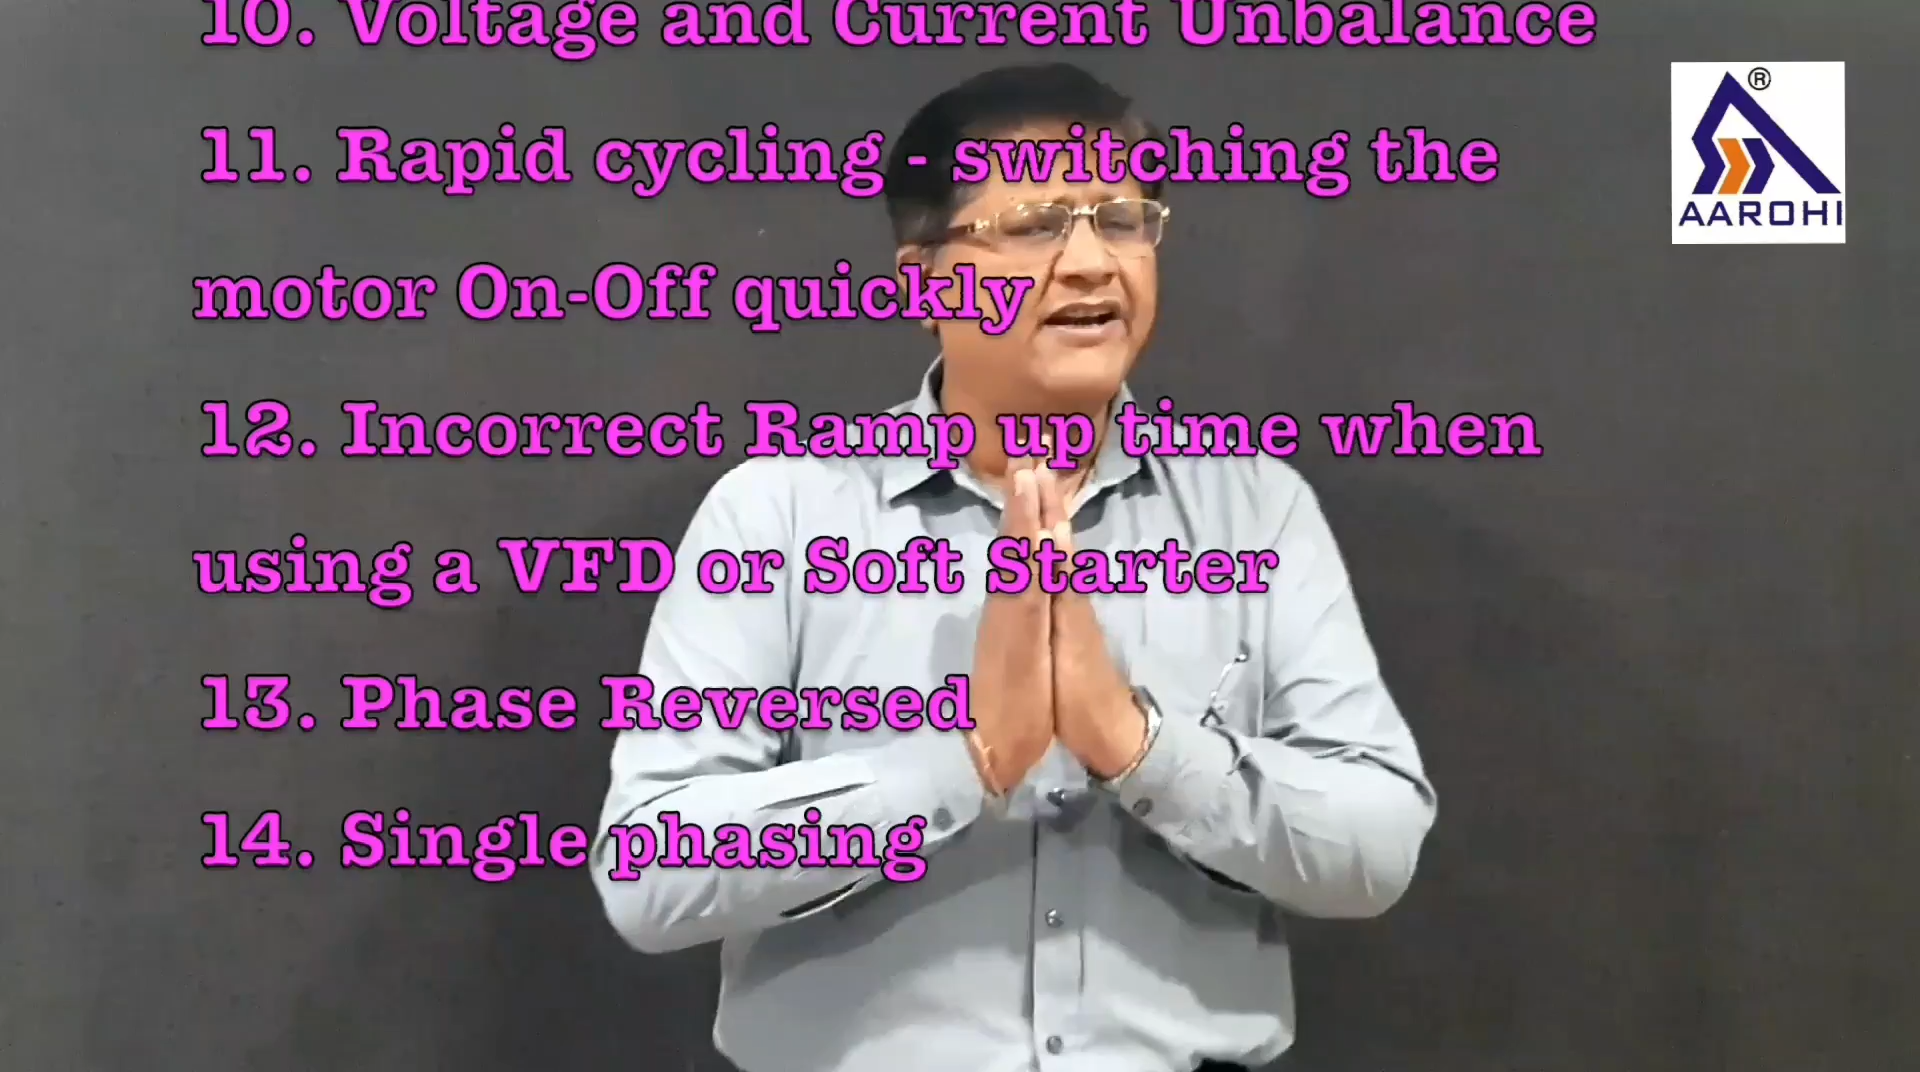 10. Voltage and Current Unbalance
11. Rapid cycling - switching the
motor On-Off quickly
12. Incorrect Ramp up time when
using a VFD or Soft Starter
13. Phase Reversed
14. Single phasing
®
AAROHI